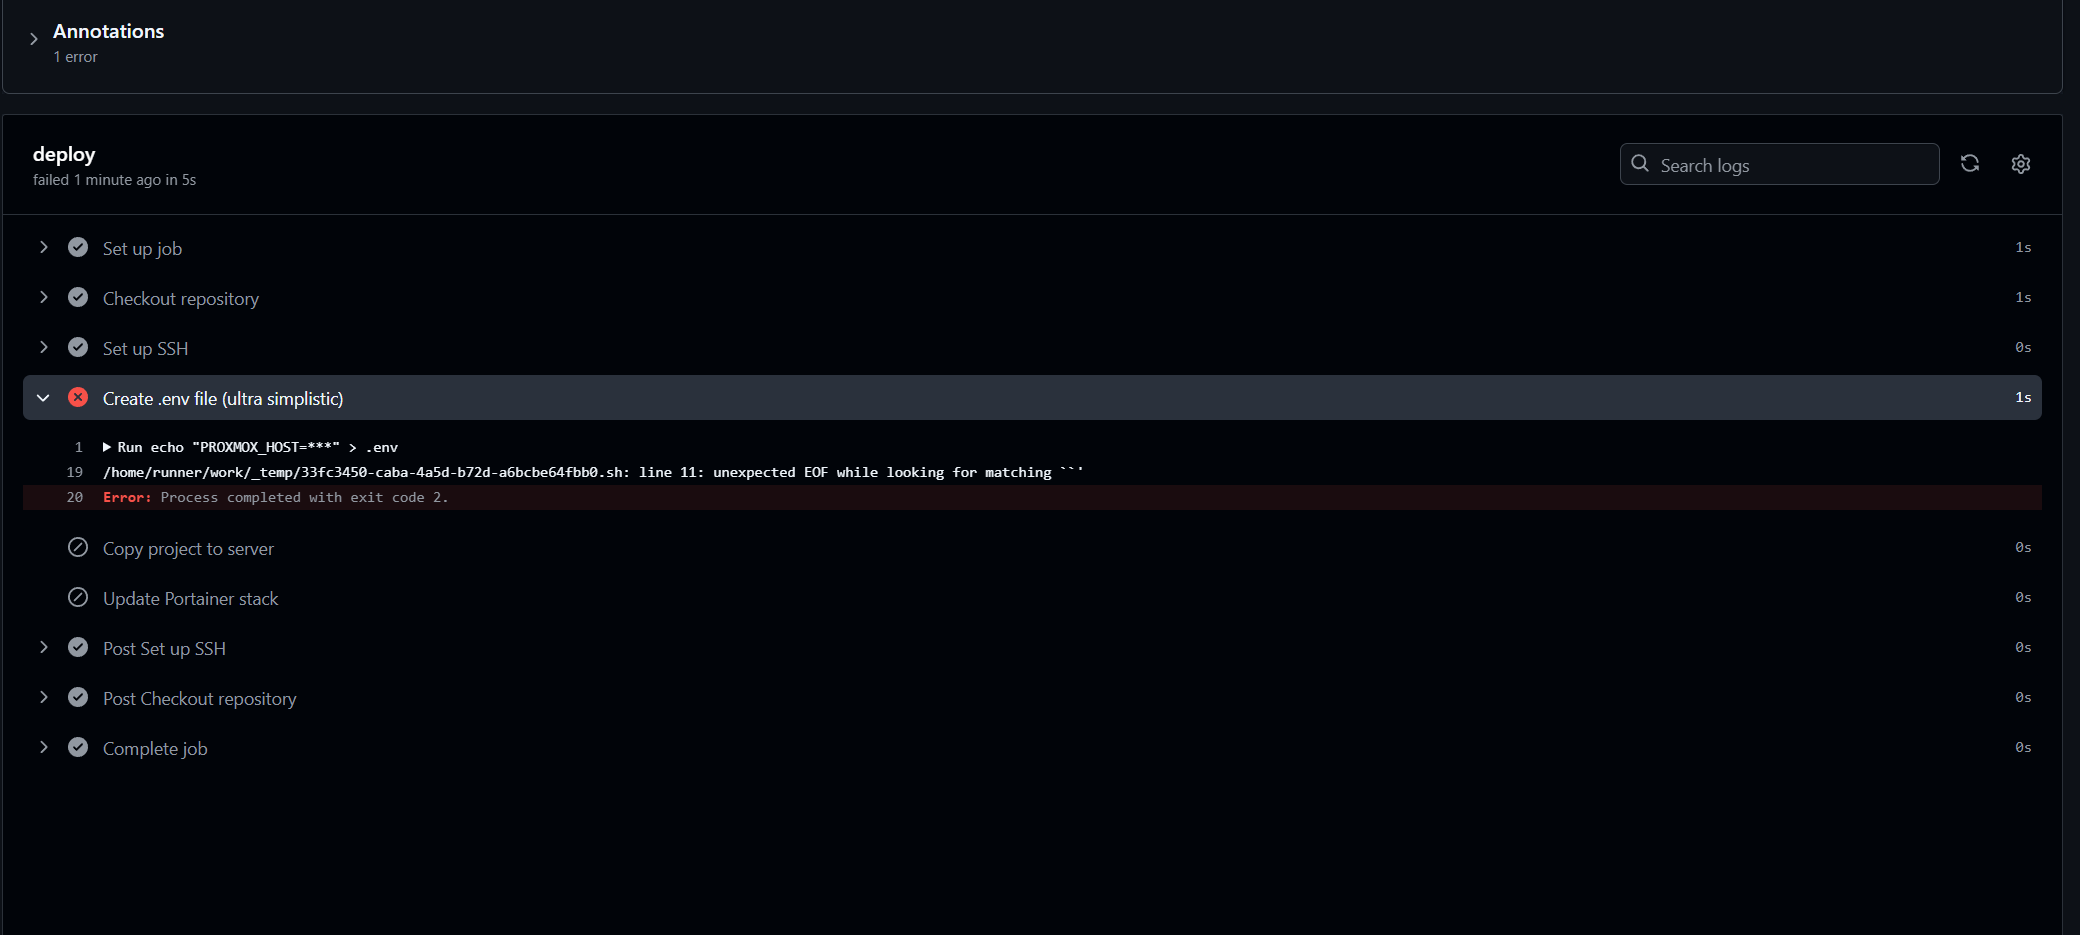 Annotations
1 error
deploy
failed 1 minute ago in 5s
Search logs
Set up job 1s
Checkout repository 1s
Set up SSH 0s
Create .env file (ultra simplistic) 1s
1 Run echo "PROXMOX_HOST=***" > .env
19 /home/runner/work/_temp/33fc3450-caba-4a5d-b72d-a6bcbe64fbb0.sh: line 11: unexpected EOF while looking for matching ``'
20 Error: Process completed with exit code 2.
Copy project to server 0s
Update Portainer stack 0s
Post Set up SSH 0s
Post Checkout repository 0s
Complete job 0s